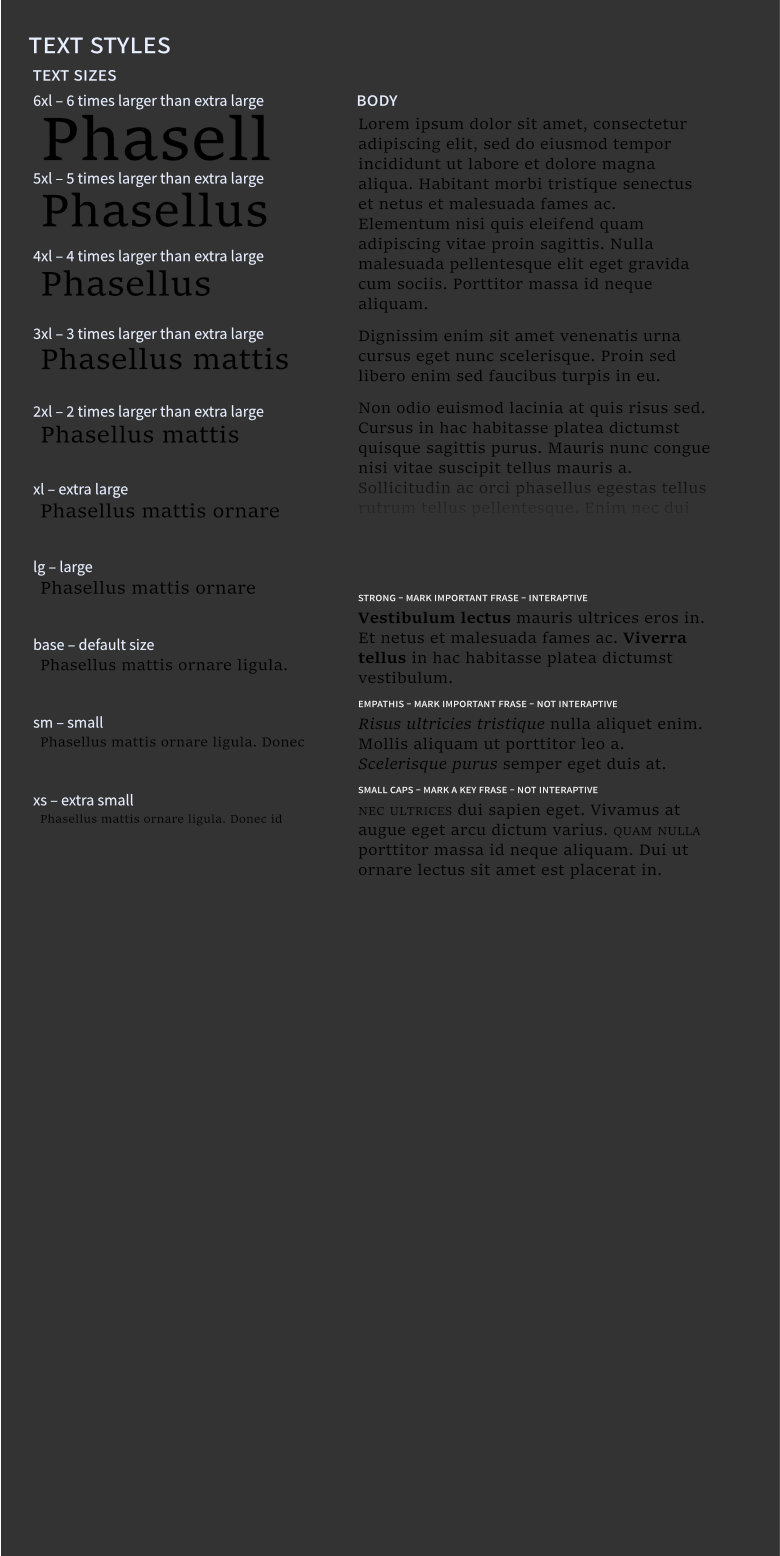 TEXT STYLES
TEXT SIZES
6xl – 6 times larger than extra large
Phasell
5xl – 5 times larger than extra large
Phasellus
4xl – 4 times larger than extra large
Phasellus
3xl – 3 times larger than extra large
Phasellus mattis
2xl – 2 times larger than extra large
Phasellus mattis
xl – extra large
Phasellus mattis ornare
lg – large
Phasellus mattis ornare
base – default size
Phasellus mattis ornare ligula.
sm – small
Phasellus mattis ornare ligula. Donec
xs – extra small
Phasellus mattis ornare ligula. Donec id
BODY
Lorem ipsum dolor sit amet, consectetur
adipiscing elit, sed do eiusmod tempor
incididunt ut labore et dolore magna
aliqua. Habitant morbi tristique senectus
et netus et malesuada fames ac.
Elementum nisi quis eleifend quam
adipiscing vitae proin sagittis. Nulla
malesuada pellentesque elit eget gravida
cum sociis. Porttitor massa id neque
aliquam.
Dignissim enim sit amet venenatis urna
cursus eget nunc scelerisque. Proin sed
libero enim sed faucibus turpis in eu.
Non odio euismod lacinia at quis risus sed.
Cursus in hac habitasse platea dictumst
quisque sagittis purus. Mauris nunc congue
nisi vitae suscipit tellus mauris a.
Sollicitudin ac orci phasellus egestas tellus
rutrum tellus pellentesque. Enim nec dui
STRONG – MARK IMPORTANT FRASE – INTERAPTIVE
Vestibulum lectus mauris ultrices eros in.
Et netus et malesuada fames ac. Viverra
tellus in hac habitasse platea dictumst
vestibulum.
EMPATHIS – MARK IMPORTANT FRASE – NOT INTERAPTIVE
Risus ultricies tristique nulla aliquet enim.
Mollis aliquam ut porttitor leo a.
Scelerisque purus semper eget duis at.
SMALL CAPS – MARK A KEY FRASE – NOT INTERAPTIVE
NEC ULTRICES dui sapien eget. Vivamus at
augue eget arcu dictum varius. QUAM NULLA
porttitor massa id neque aliquam. Dui ut
ornare lectus sit amet est placerat in.